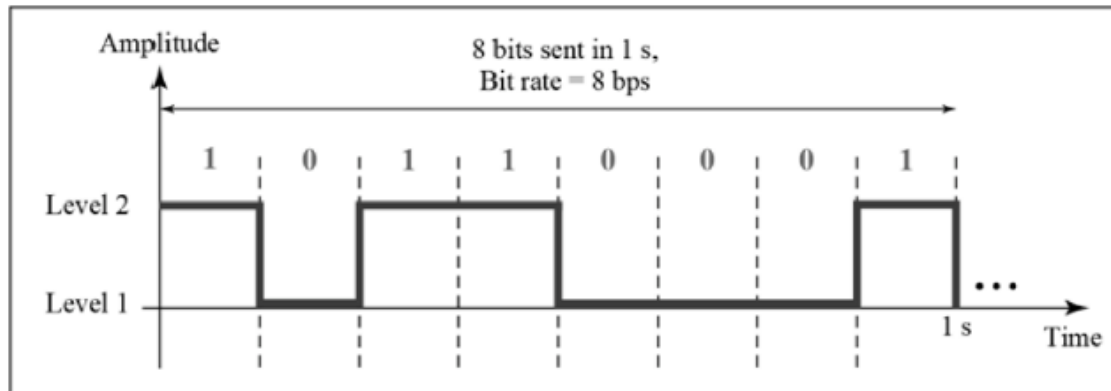 Amplitude
8 bits sent in 1 s,
Bit rate = 8 bps
1 0 1 1 0 0 0 1
Level 2
Level 1
...
1 s
Time